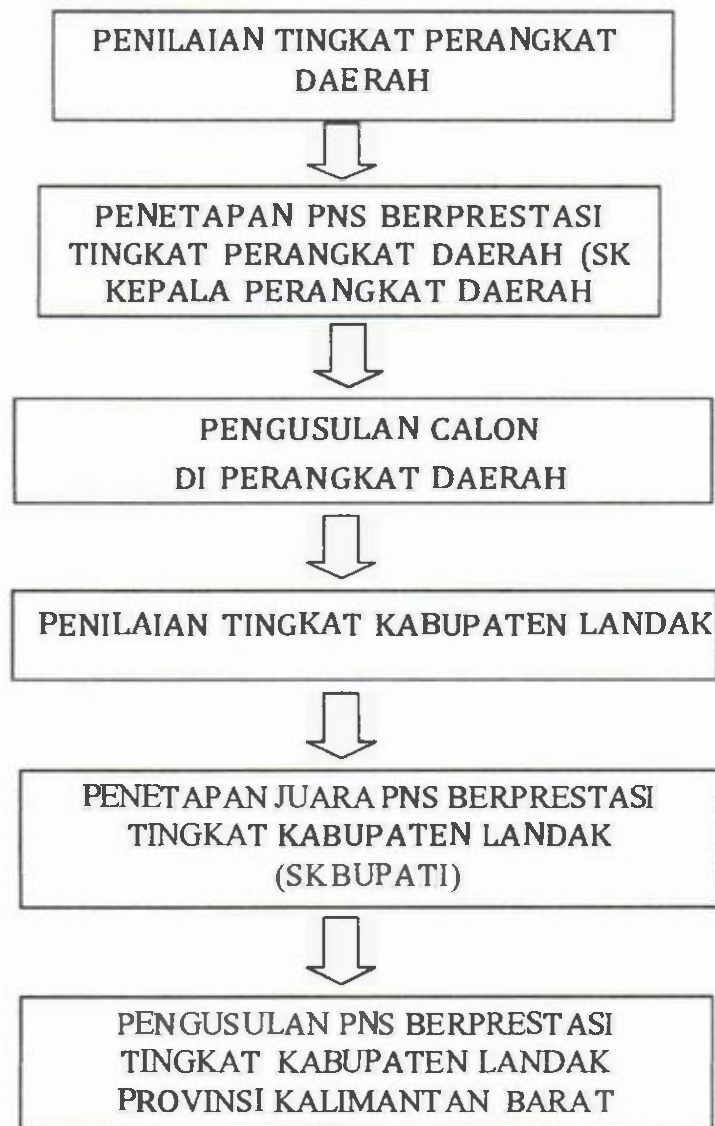 PENILAIAN TINGKAT PERANGKAT
DAERAH
PENETAPAN PNS BERPRESTASI
TINGKAT PERANGKAT DAERAH (SK
KEPALA PERANGKAT DAERAH
PENGUSULAN CALON
DI PERANGKAT DAERAH
PENILAIAN TINGKAT KABUPATEN LANDAK
PENETAPAN JUARA PNS BERPRESTASI
TINGKAT KABUPATEN LANDAK
(SK BUPATI)
PENGUSULAN PNS BERPRESTASI
TINGKAT KABUPATEN LANDAK
PROVINSI KALIMANTAN BARAT